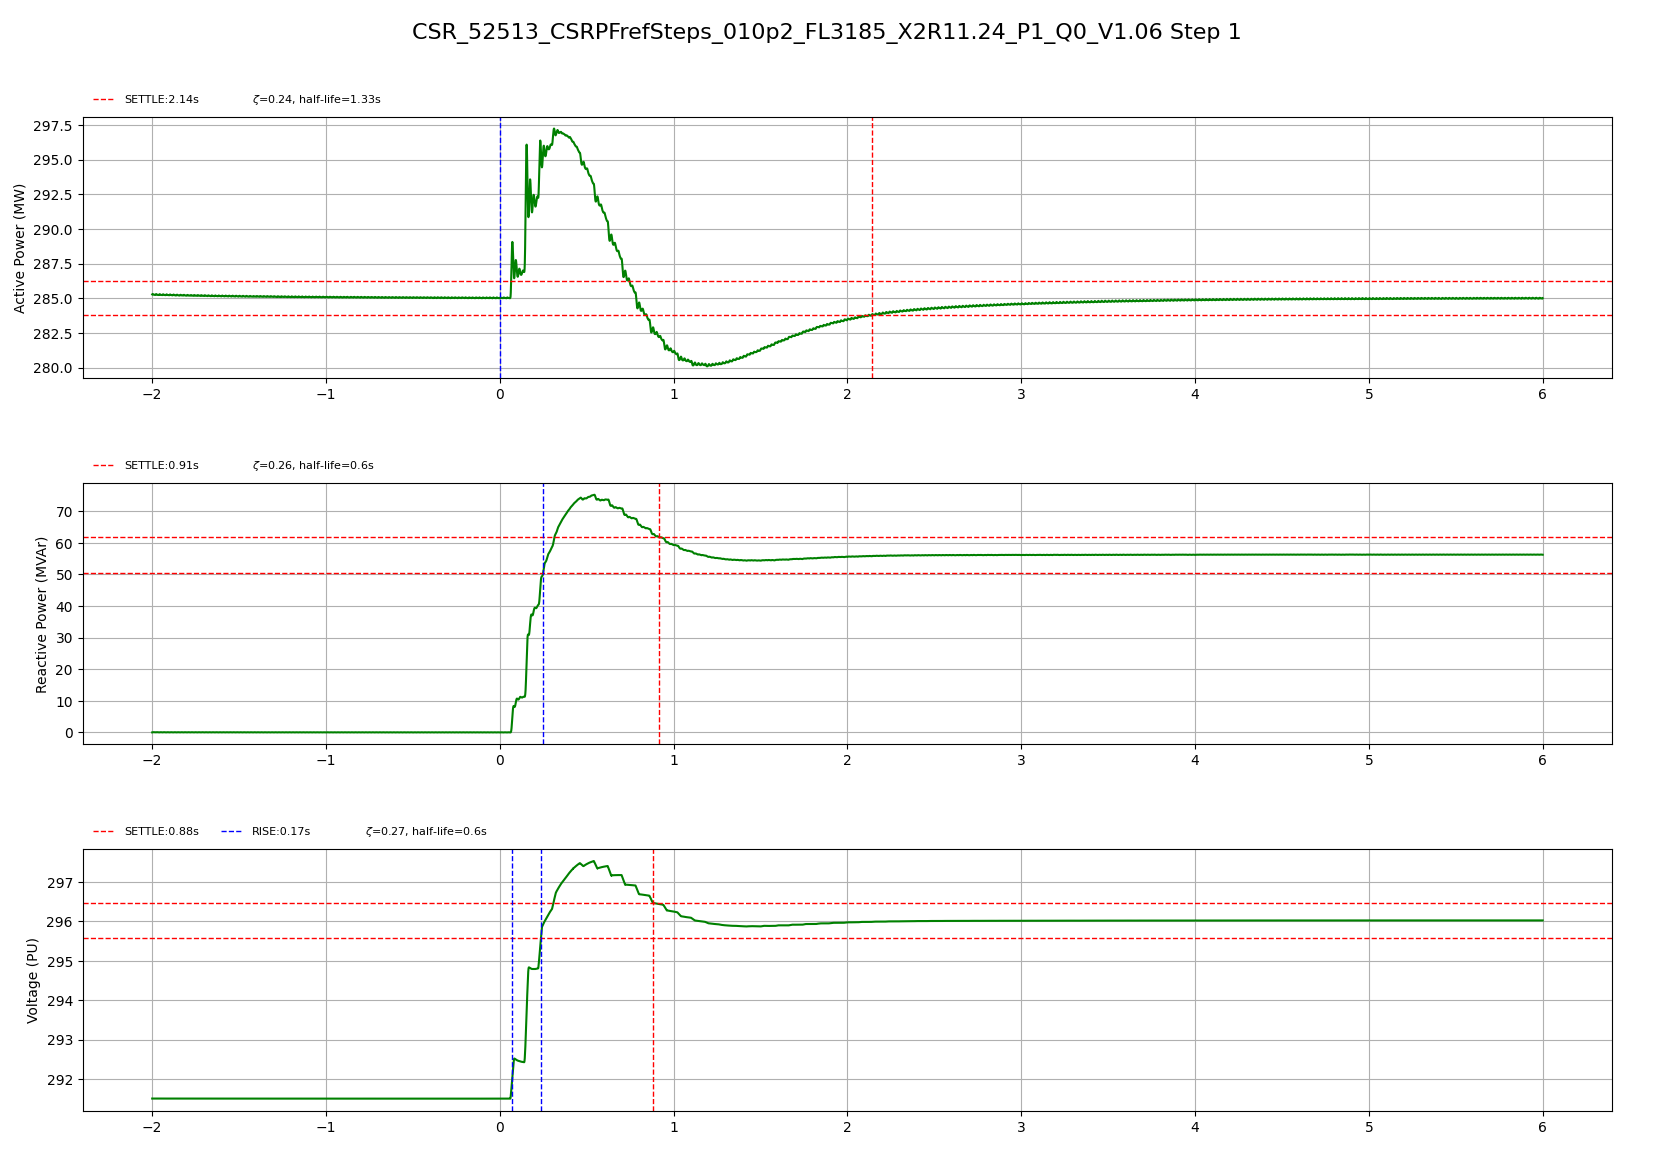 CSR_52513_CSRPFrefSteps_010p2_FL3185_X2R11.24_P1_Q0_V1.06 Step 1
SETTLE:2.14s ζ=0.24, half-life=1.33s
Active Power (MW)
297.5
295.0
292.5
290.0
287.5
285.0
282.5
280.0
−2 −1 0 1 2 3 4 5 6
SETTLE:0.91s ζ=0.26, half-life=0.6s
Reactive Power (MVAr)
70
60
50
40
30
20
10
0
−2 −1 0 1 2 3 4 5 6
SETTLE:0.88s RISE:0.17s ζ=0.27, half-life=0.6s
Voltage (PU)
297
296
295
294
293
292
−2 −1 0 1 2 3 4 5 6